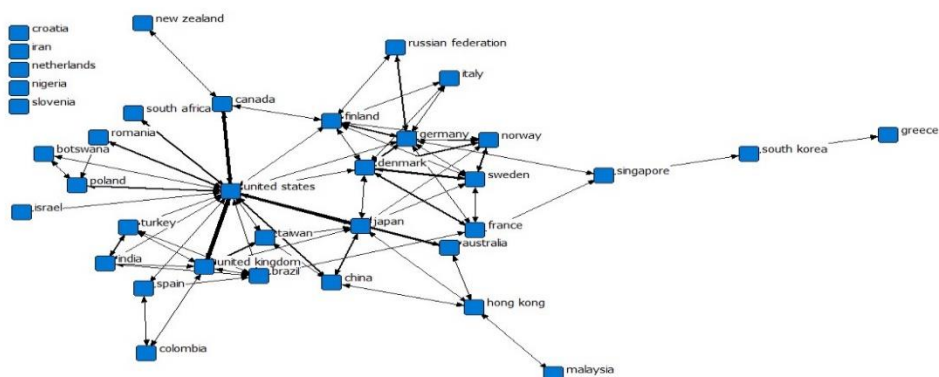 new zealand
croatia
iran
netherlands
nigeria
slovenia
russian federation
italy
south africa
canada
finland
romania
germany
norway
greece
botswana
south korea
denmark
poland
united states
sweden
singapore
israel
turkey
taiwan
japan
france
australia
india
united kingdom
brazil
spain
china
hong kong
colombia
malaysia